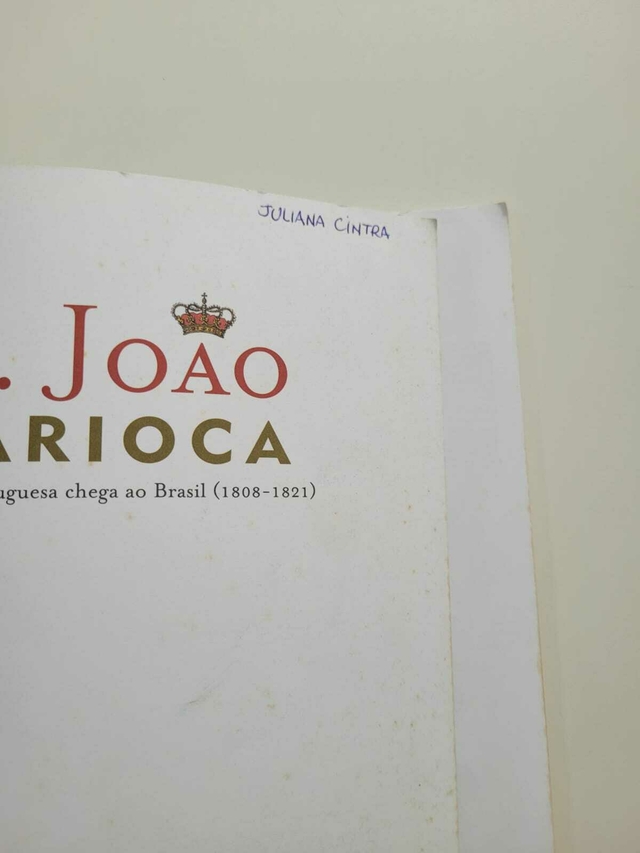 JULIANA CINTRA
. JOAO
ARIOCA
uguesa chega ao Brasil (1808-1821)